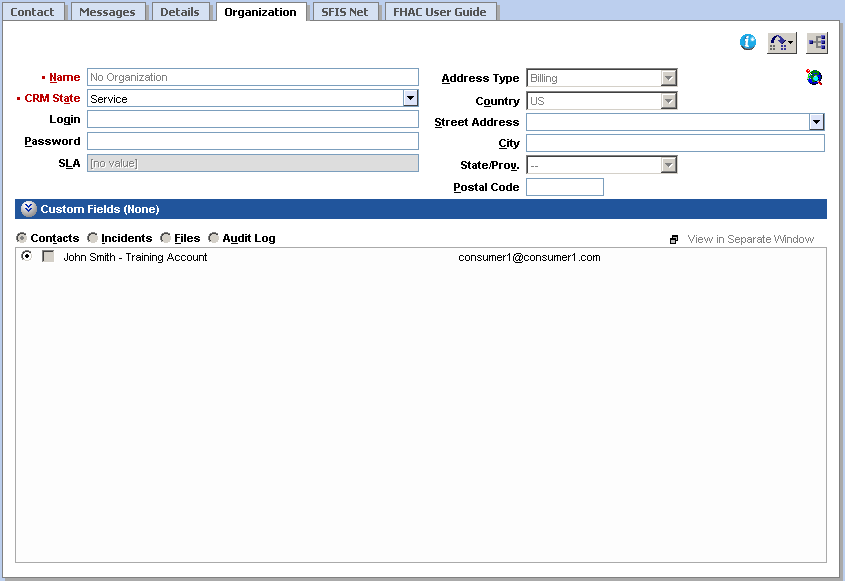 Contact Messages Details Organization SFIS Net FHAC User Guide
Name No Organization Address Type Billing
CRM State Service Country US
Login Street Address
Password City
SLA [no value] State/Prov. --
Postal Code
Custom Fields (None)
Contacts Incidents Files Audit Log View in Separate Window
John Smith - Training Account consumer1@consumer1.com